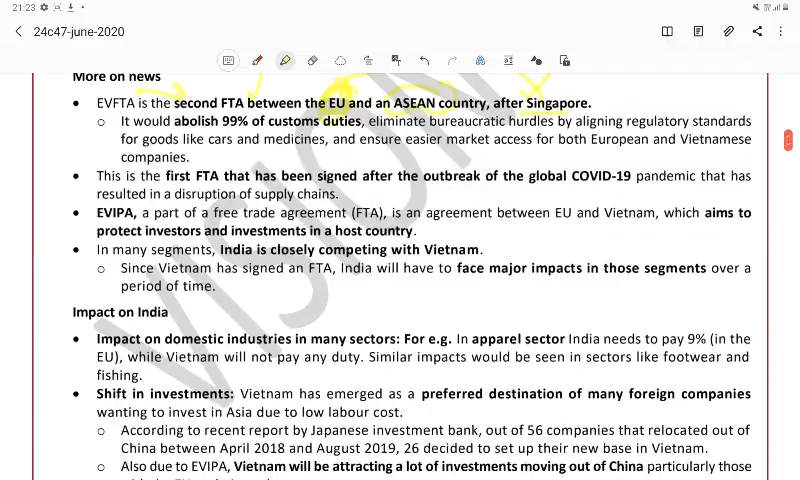 21:23
24c47-june-2020
More on news
• EVFTA is the second FTA between the EU and an ASEAN country, after Singapore.
o It would abolish 99% of customs duties, eliminate bureaucratic hurdles by aligning regulatory standards
for goods like cars and medicines, and ensure easier market access for both European and Vietnamese
companies.
• This is the first FTA that has been signed after the outbreak of the global COVID-19 pandemic that has
resulted in a disruption of supply chains.
• EVIPA, a part of a free trade agreement (FTA), is an agreement between EU and Vietnam, which aims to
protect investors and investments in a host country.
• In many segments, India is closely competing with Vietnam.
o Since Vietnam has signed an FTA, India will have to face major impacts in those segments over a
period of time.
Impact on India
• Impact on domestic industries in many sectors: For e.g. In apparel sector India needs to pay 9% (in the
EU), while Vietnam will not pay any duty. Similar impacts would be seen in sectors like footwear and
fishing.
• Shift in investments: Vietnam has emerged as a preferred destination of many foreign companies
wanting to invest in Asia due to low labour cost.
o According to recent report by Japanese investment bank, out of 56 companies that relocated out of
China between April 2018 and August 2019, 26 decided to set up their new base in Vietnam.
o Also due to EVIPA, Vietnam will be attracting a lot of investments moving out of China particularly those
VISION